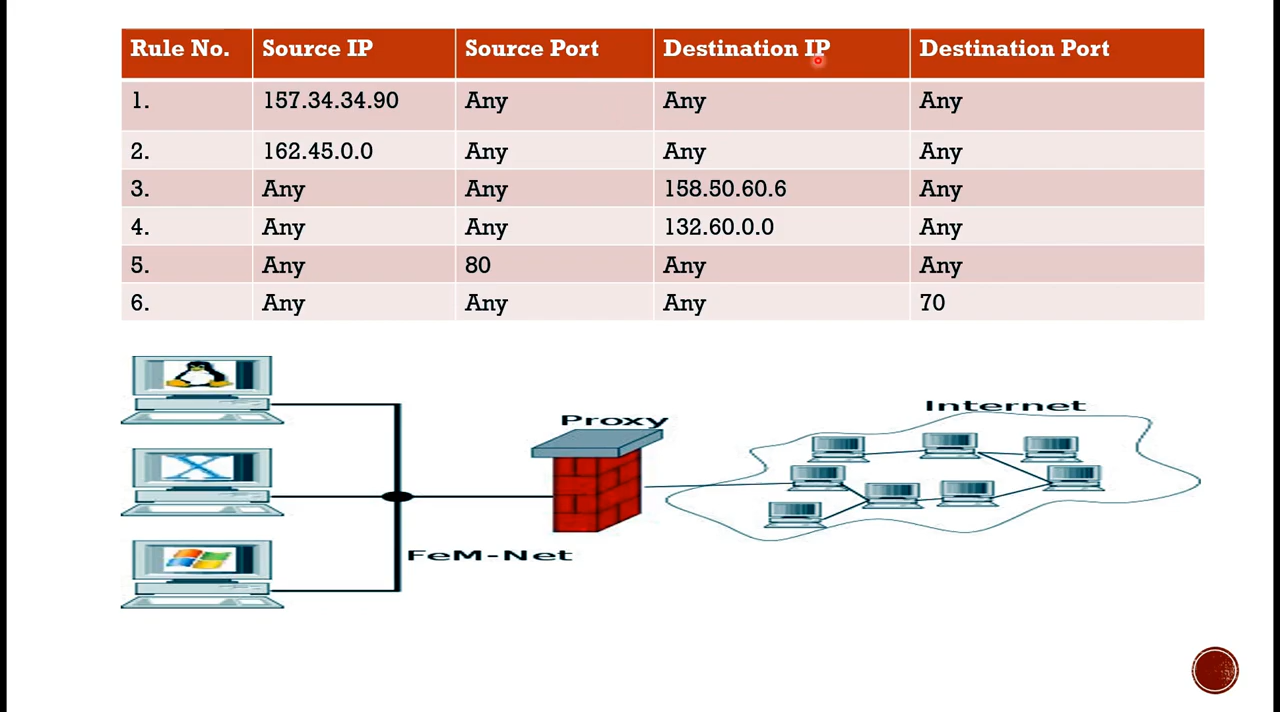 Rule No. Source IP Source Port Destination IP Destination Port
1. 157.34.34.90 Any Any Any
2. 162.45.0.0 Any Any Any
3. Any Any 158.50.60.6 Any
4. Any Any 132.60.0.0 Any
5. Any 80 Any Any
6. Any Any Any 70
Internet
Proxy
FeM-Net